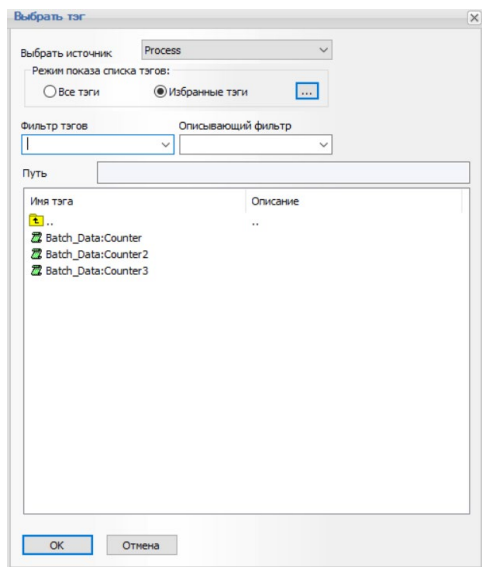 Выбрать тэг
Выбрать источник Process
Режим показа списка тэгов:
Все тэги Избранные тэги ...
Фильтр тэгов Описывающий фильтр
Путь
Имя тэга Описание
.. ..
Batch_Data:Counter
Batch_Data:Counter2
Batch_Data:Counter3
OK Отмена